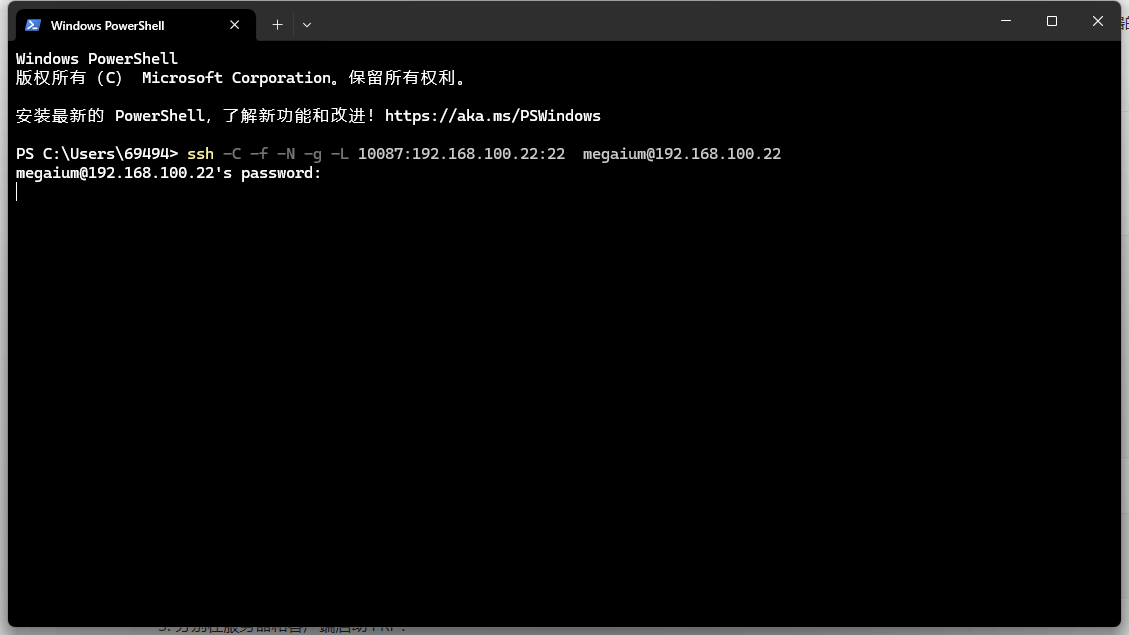 Windows PowerShell
Windows PowerShell
版权所有（C） Microsoft Corporation。保留所有权利。
安装最新的 PowerShell，了解新功能和改进！https://aka.ms/PSWindows
PS C:\Users\69494> ssh -C -f -N -g -L 10087:192.168.100.22:22  megaium@192.168.100.22
megaium@192.168.100.22's password: